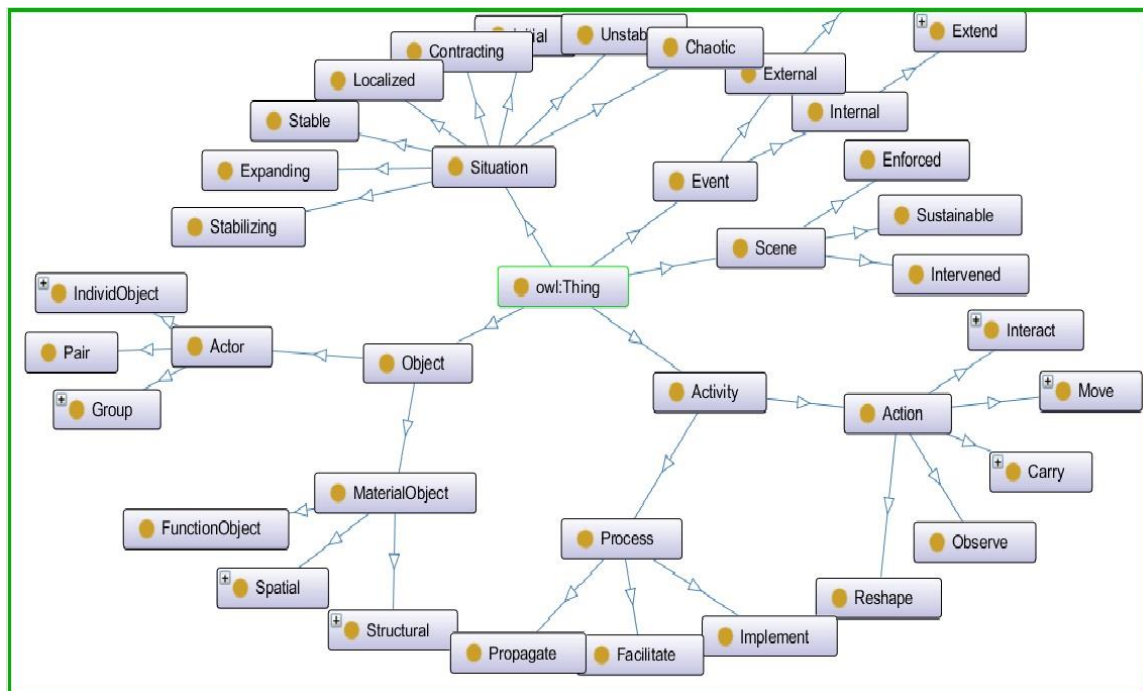 Initial
Unstab
Contracting
Chaotic
Extend
Localized
External
Stable
Internal
Expanding
Situation
Event
Enforced
Stabilizing
Sustainable
Scene
Intervened
owl:Thing
IndividObject
Interact
Pair
Actor
Object
Activity
Move
Group
Action
Carry
MaterialObject
FunctionObject
Process
Observe
Spatial
Reshape
Structural
Propagate
Facilitate
Implement